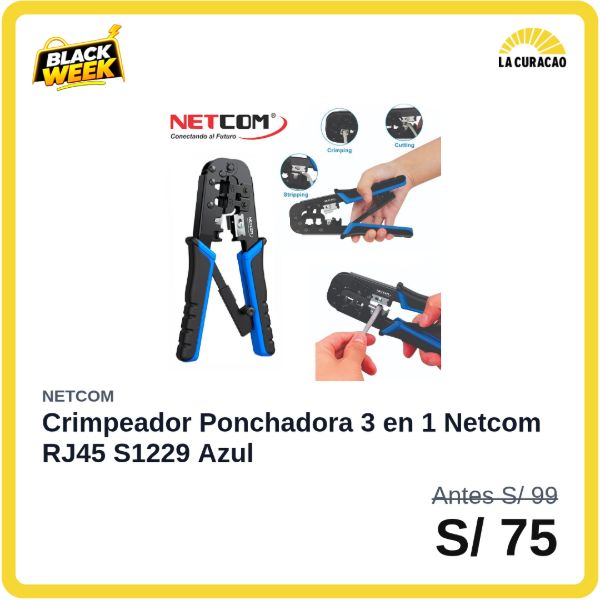 BLACK
WEEK
LA CURACAO
NETCOM®
Conectando al Futuro
Crimping
Cutting
Stripping
NETCOM
NETCOM
Crimpeador Ponchadora 3 en 1 Netcom
RJ45 S1229 Azul
Antes S/ 99
S/ 75